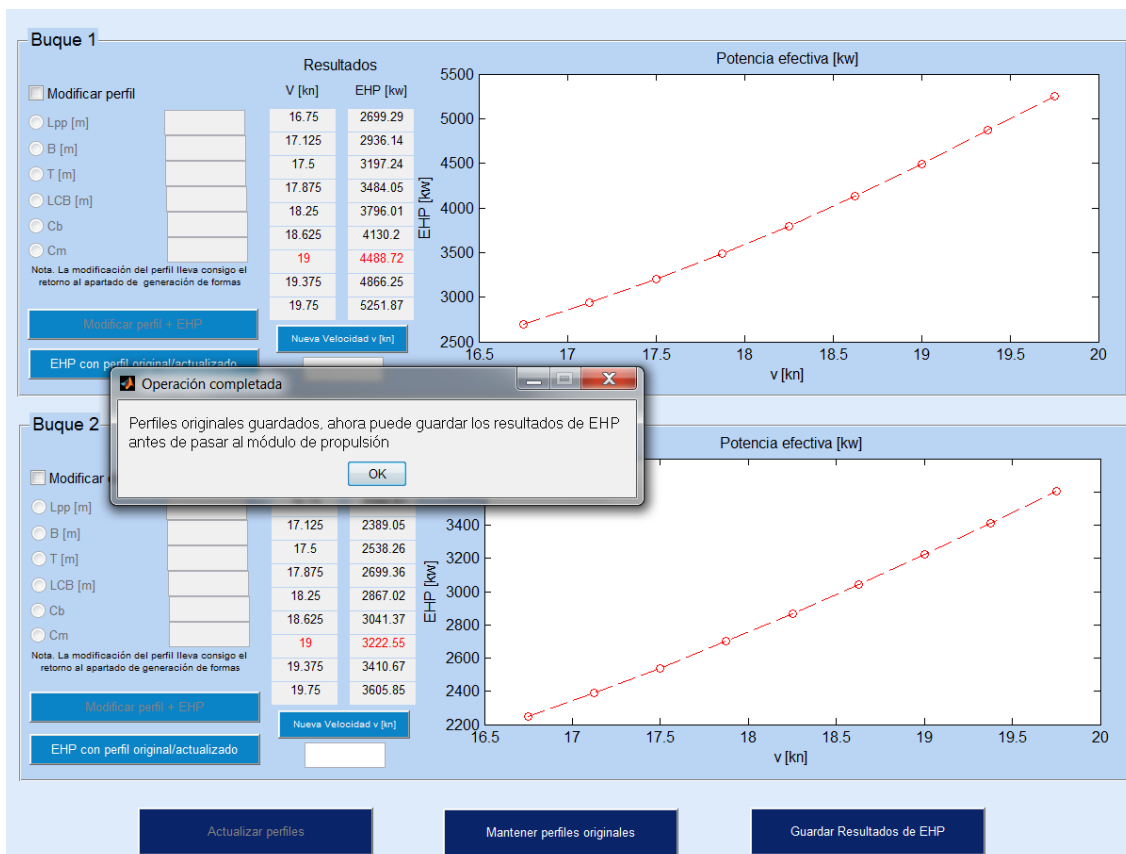 Buque 1
Modificar perfil
Lpp [m]
B [m]
T [m]
LCB [m]
Cb
Cm
Nota. La modificación del perfil lleva consigo el
retorno al apartado de generación de formas
Modificar perfil + EHP
EHP con perfil original/actualizado
Resultados
V [kn] EHP [kw]
16.75 2699.29
17.125 2936.14
17.5 3197.24
17.875 3484.05
18.25 3796.01
18.625 4130.2
19 4488.72
19.375 4866.25
19.75 5251.87
Nueva Velocidad v [kn]
Potencia efectiva [kw]
EHP [kw]
5500
5000
4500
4000
3500
3000
2500
16.5 17 17.5 18 18.5 19 19.5 20
v [kn]
Operación completada
Perfiles originales guardados, ahora puede guardar los resultados de EHP
antes de pasar al módulo de propulsión
OK
Buque 2
Modificar
Lpp [m]
B [m]
T [m]
LCB [m]
Cb
Cm
Nota. La modificación del perfil lleva consigo el
retorno al apartado de generación de formas
Modificar perfil + EHP
EHP con perfil original/actualizado
17.125 2389.05
17.5 2538.26
17.875 2699.36
18.25 2867.02
18.625 3041.37
19 3222.55
19.375 3410.67
19.75 3605.85
Nueva Velocidad v [kn]
Potencia efectiva [kw]
EHP [kw]
3400
3200
3000
2800
2600
2400
2200
16.5 17 17.5 18 18.5 19 19.5 20
v [kn]
Actualizar perfiles
Mantener perfiles originales
Guardar Resultados de EHP